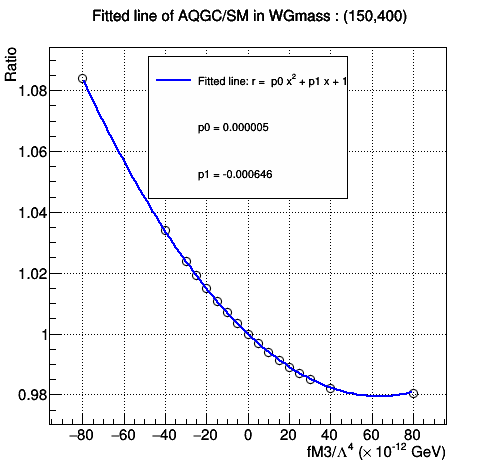 Fitted line of AQGC/SM in WGmass : (150,400)
Ratio
Fitted line: r = p0 x² + p1 x + 1
p0 = 0.000005
p1 = -0.000646
1.08
1.06
1.04
1.02
1
0.98
−80 −60 −40 −20 0 20 40 60 80
fM3/Λ⁴ (× 10⁻¹² GeV)